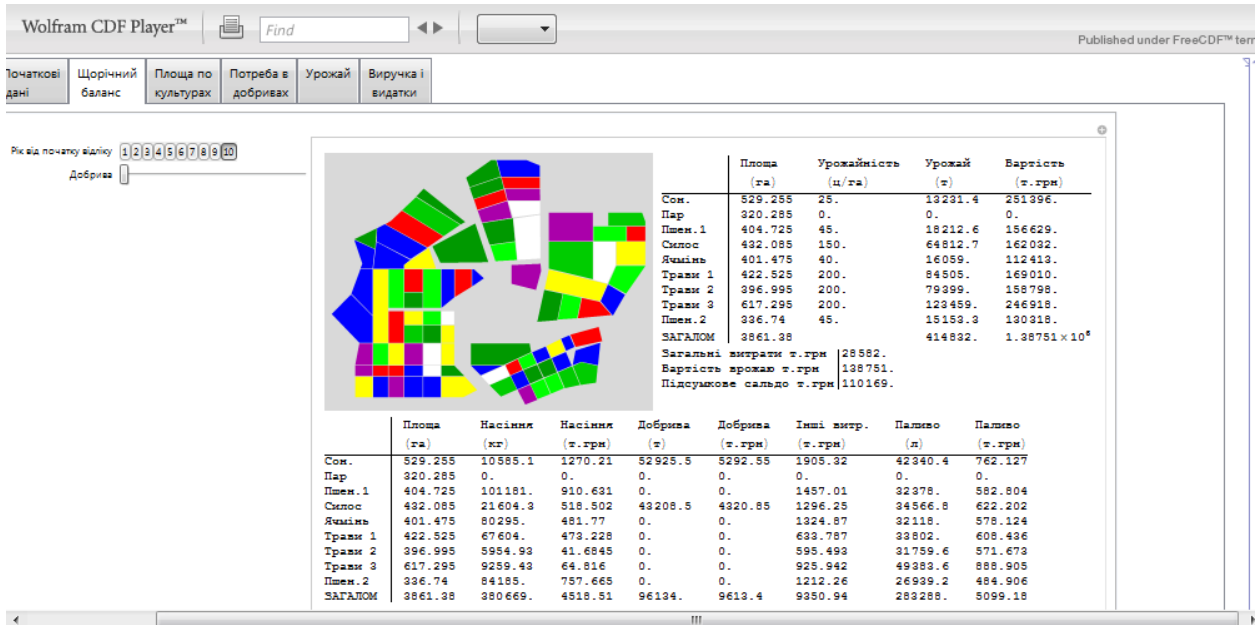 Wolfram CDF Player™ Find
Published under FreeCDF™ tern
Початкові Щорічний Площа по Потреба в Урожай Виручка і
дані баланс культурах добривах видатки
Рік від початку відліку 1 2 3 4 5 6 7 8 9 10
Добрива
Площа Урожайність Урожай Вартість
(га) (ц/га) (т) (т.грн)
Сон. 529.255 25. 13231.4 251396.
Пар 320.285 0. 0. 0.
Пшен.1 404.725 45. 18212.6 156629.
Силос 432.085 150. 64812.7 162032.
Ячмінь 401.475 40. 16059. 112413.
Трави 1 422.525 200. 84505. 169010.
Трави 2 396.995 200. 79399. 158798.
Трави 3 617.295 200. 123459. 246918.
Пшен.2 336.74 45. 15153.3 130318.
ЗАГАЛОМ 3861.38 414832. 1.38751×10⁶
Загальні витрати т.грн 28582.
Вартість врожаю т.грн 138751.
Підсумкове сальдо т.грн 110169.
Площа Насіння Насіння Добрива Добрива Інші витр. Паливо Паливо
(га) (кг) (т.грн) (т) (т.грн) (т.грн) (л) (т.грн)
Сон. 529.255 10585.1 1270.21 52925.5 5292.55 1905.32 42340.4 762.127
Пар 320.285 0. 0. 0. 0. 0. 0. 0.
Пшен.1 404.725 101181. 910.631 0. 0. 1457.01 32378. 582.804
Силос 432.085 21604.3 518.502 43208.5 4320.85 1296.25 34566.8 622.202
Ячмінь 401.475 80295. 481.77 0. 0. 1324.87 32118. 578.124
Трави 1 422.525 67604. 473.228 0. 0. 633.787 33802. 608.436
Трави 2 396.995 5954.93 41.6845 0. 0. 595.493 31759.6 571.673
Трави 3 617.295 9259.43 64.816 0. 0. 925.942 49383.6 888.905
Пшен.2 336.74 84185. 757.665 0. 0. 1212.26 26939.2 484.906
ЗАГАЛОМ 3861.38 380669. 4518.51 96134. 9613.4 9350.94 283288. 5099.18